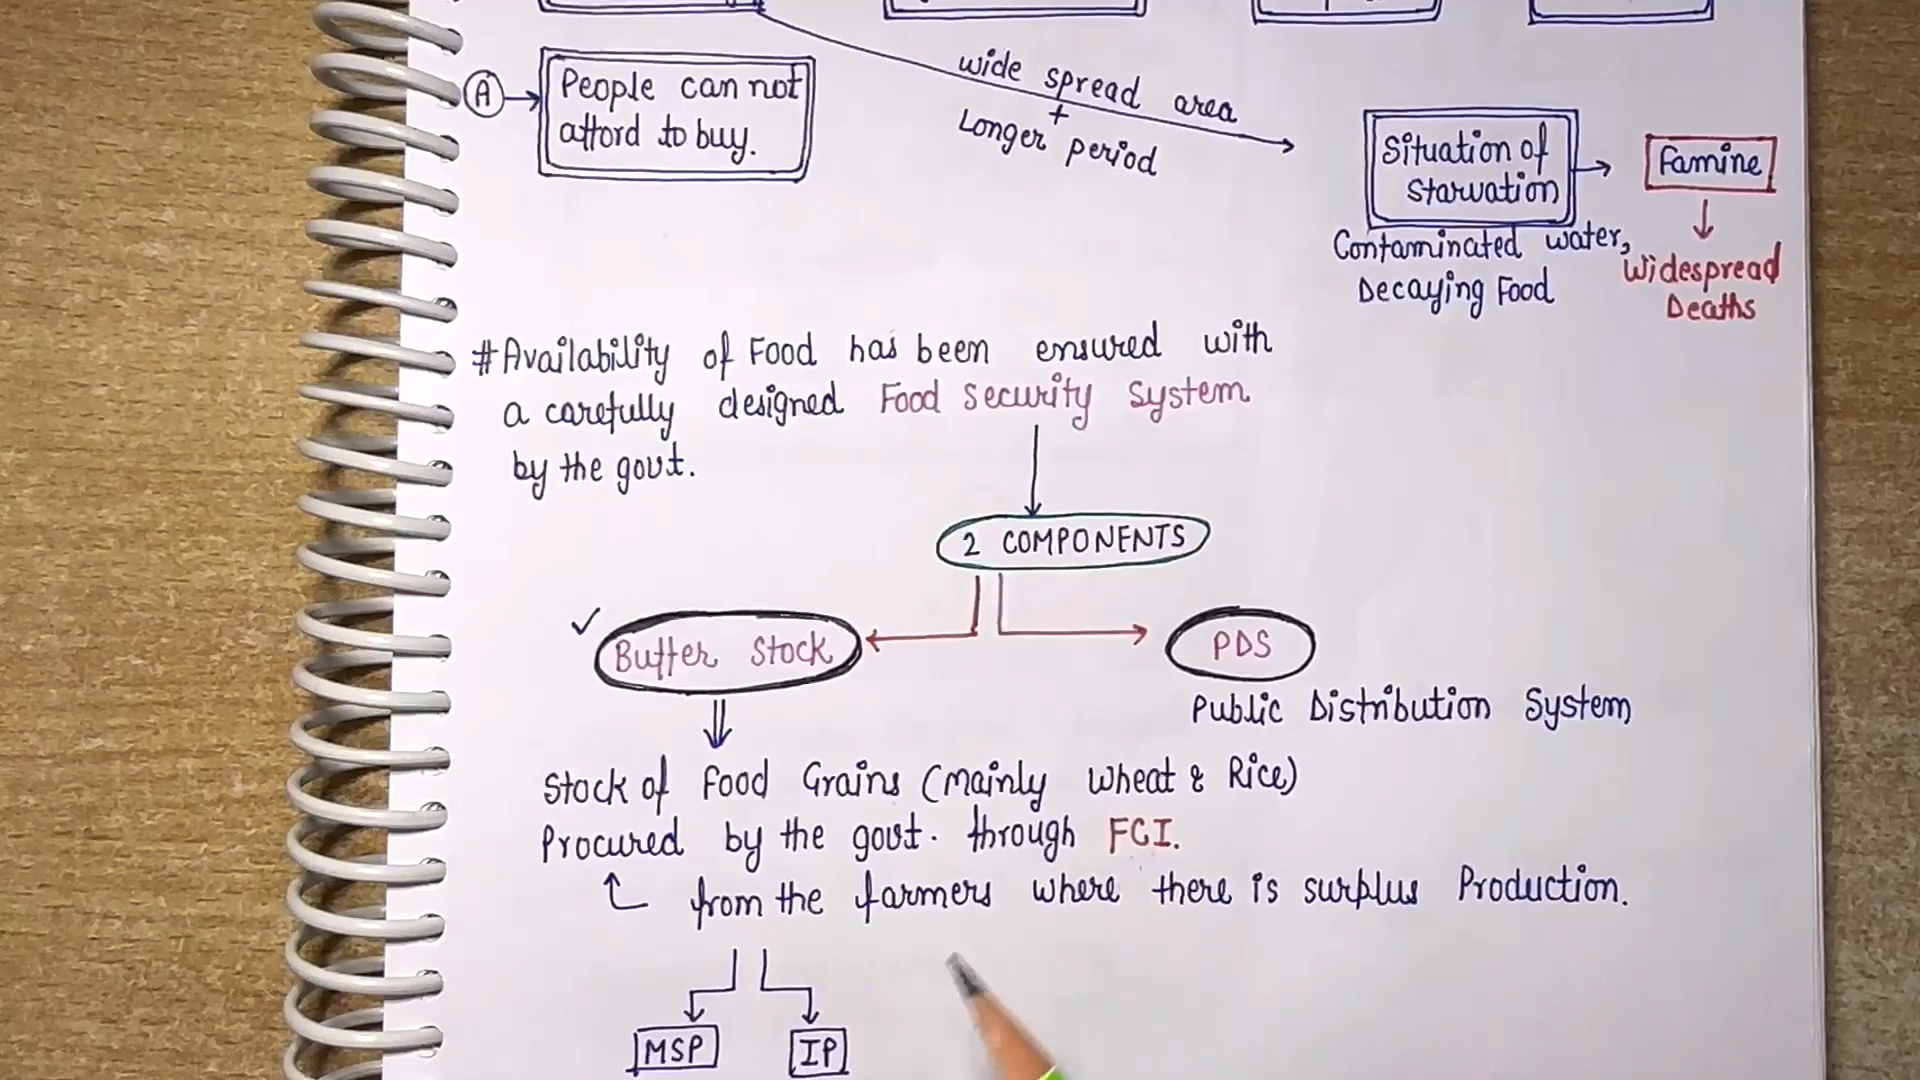 A
People can not
afford to buy.
wide spread area
+
Longer period
Situation of
starvation
Famine
Contaminated water,
Decaying Food
Widespread
Deaths
#Availability of Food has been ensured with
a carefully designed Food Security System
by the govt.
2 COMPONENTS
Buffer Stock
PDS
Public Distribution System
Stock of Food Grains (Mainly Wheat & Rice)
Procured by the govt. through FCI.
from the farmers where there is surplus Production.
MSP
IP